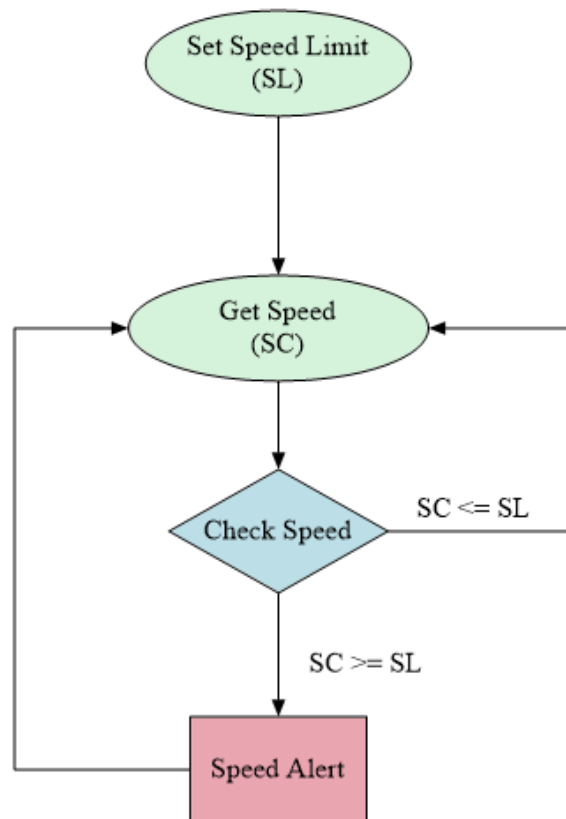 Set Speed Limit
(SL)
Get Speed
(SC)
Check Speed
SC <= SL
SC >= SL
Speed Alert